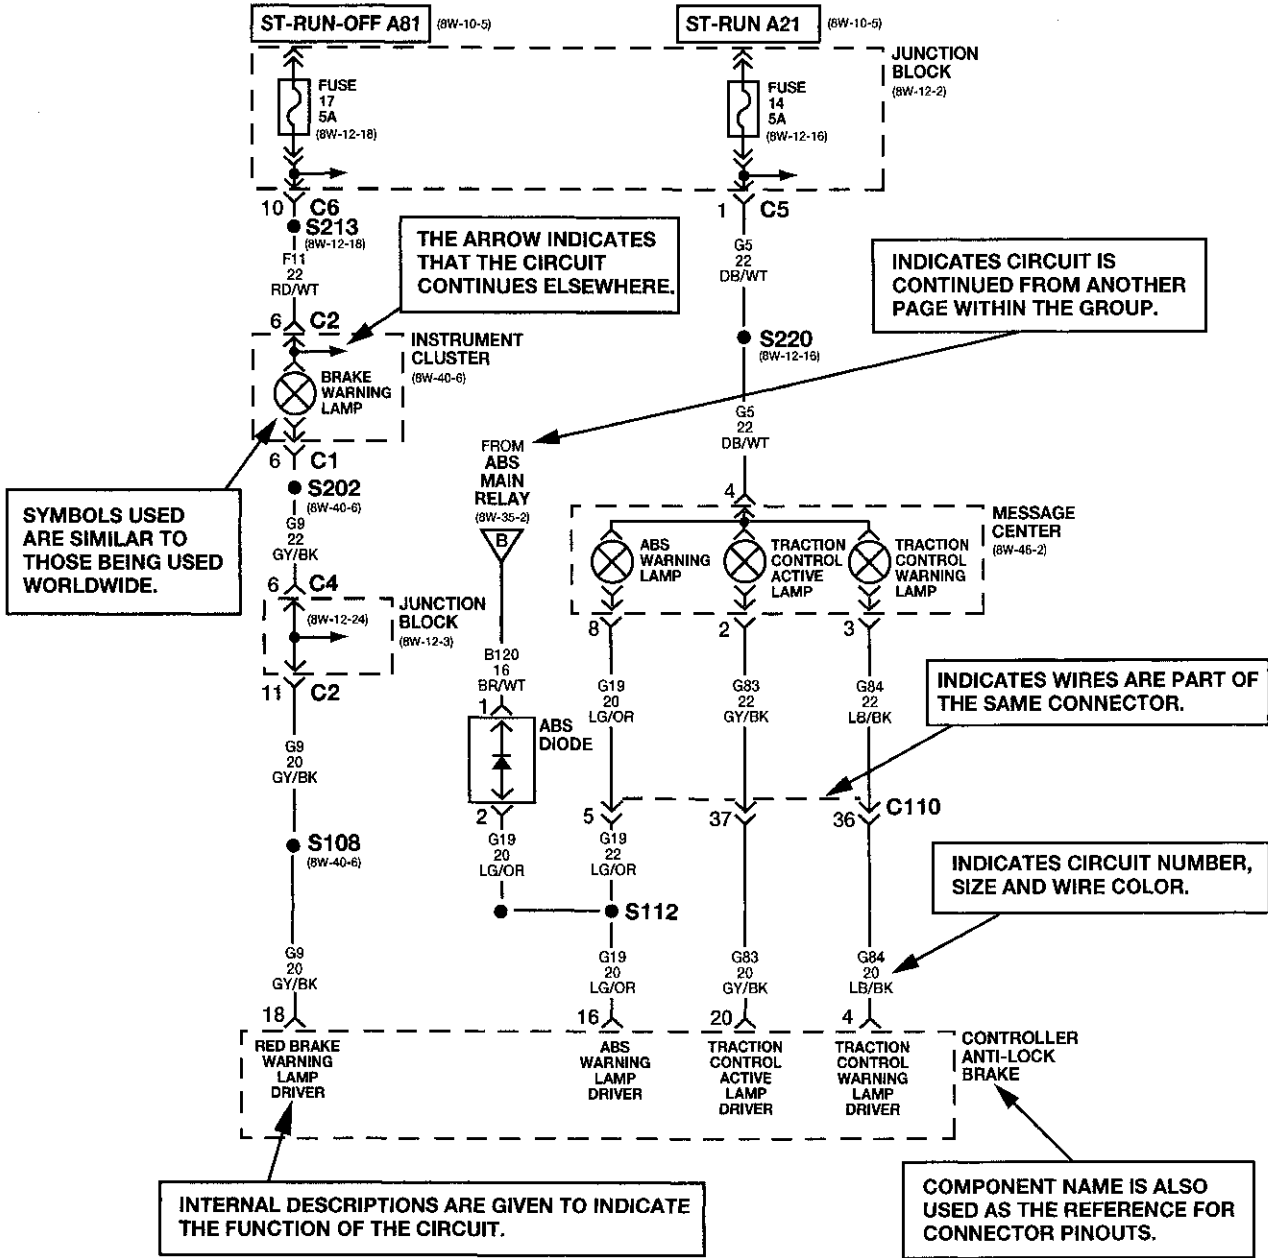 ST-RUN-OFF A81 (8W-10-5)
ST-RUN A21 (8W-10-5)
JUNCTION
BLOCK
(8W-12-2)
FUSE
17
5A
(8W-12-18)
FUSE
14
5A
(8W-12-16)
10 C6
S213
(8W-12-18)
F11
22
RD/WT
6 C2
1 C5
G5
22
DB/WT
THE ARROW INDICATES
THAT THE CIRCUIT
CONTINUES ELSEWHERE.
INDICATES CIRCUIT IS
CONTINUED FROM ANOTHER
PAGE WITHIN THE GROUP.
INSTRUMENT
CLUSTER
(8W-40-6)
BRAKE
WARNING
LAMP
S220
(8W-12-16)
G5
22
DB/WT
4
6 C1
S202
(8W-40-6)
G9
22
GY/BK
6 C4
SYMBOLS USED
ARE SIMILAR TO
THOSE BEING USED
WORLDWIDE.
FROM
ABS
MAIN
RELAY
(8W-35-2)
B
MESSAGE
CENTER
(8W-46-2)
ABS
WARNING
LAMP
TRACTION
CONTROL
ACTIVE
LAMP
TRACTION
CONTROL
WARNING
LAMP
8 2 3
(8W-12-24)
JUNCTION
BLOCK
(8W-12-3)
11 C2
B120
16
BR/WT
1
ABS
DIODE
2
G19
20
LG/OR
G83
22
GY/BK
G84
22
LB/BK
INDICATES WIRES ARE PART OF
THE SAME CONNECTOR.
G9
20
GY/BK
5 37 36 C110
S108
(8W-40-6)
G19
20
LG/OR
G19
22
LG/OR
S112
INDICATES CIRCUIT NUMBER,
SIZE AND WIRE COLOR.
G9
20
GY/BK
G19
20
LG/OR
G83
20
GY/BK
G84
20
LB/BK
18 16 20 4
RED BRAKE
WARNING
LAMP
DRIVER
ABS
WARNING
LAMP
DRIVER
TRACTION
CONTROL
ACTIVE
LAMP
DRIVER
TRACTION
CONTROL
WARNING
LAMP
DRIVER
CONTROLLER
ANTI-LOCK
BRAKE
INTERNAL DESCRIPTIONS ARE GIVEN TO INDICATE
THE FUNCTION OF THE CIRCUIT.
COMPONENT NAME IS ALSO
USED AS THE REFERENCE FOR
CONNECTOR PINOUTS.